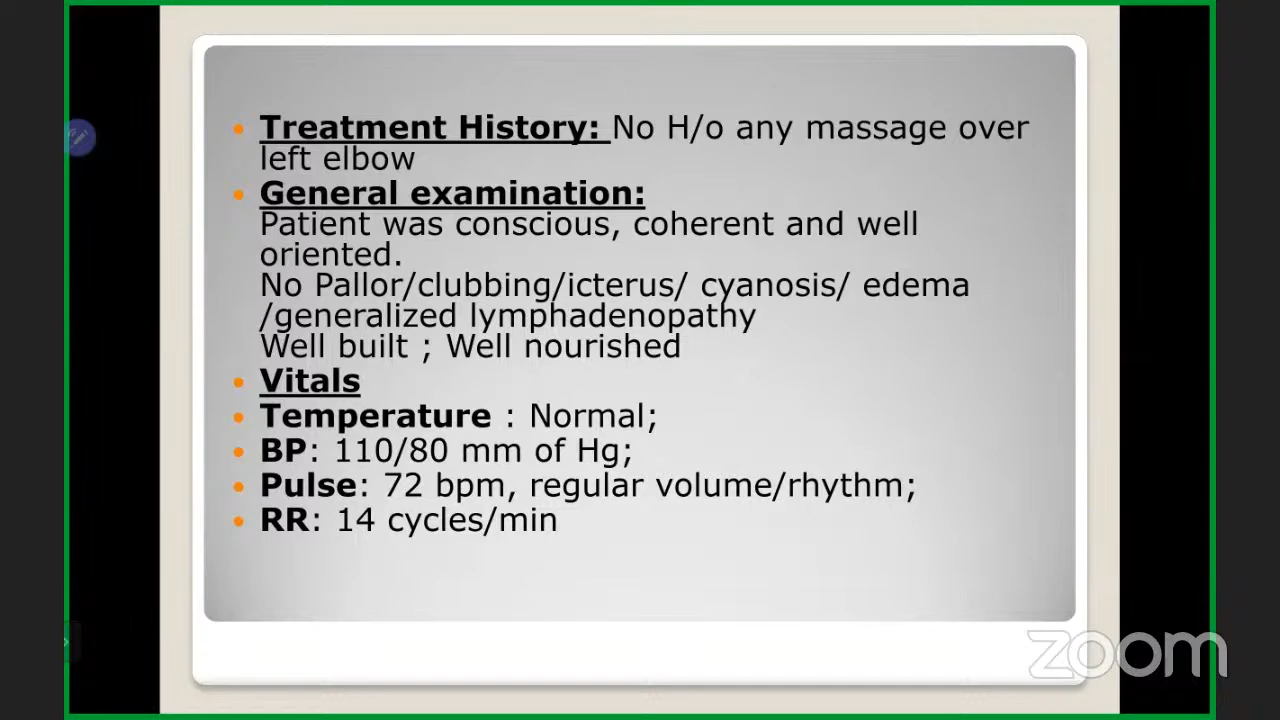 Treatment History: No H/o any massage over
left elbow
General examination:
Patient was conscious, coherent and well
oriented.
No Pallor/clubbing/icterus/ cyanosis/ edema
/generalized lymphadenopathy
Well built ; Well nourished
Vitals
Temperature : Normal;
BP: 110/80 mm of Hg;
Pulse: 72 bpm, regular volume/rhythm;
RR: 14 cycles/min
zoom